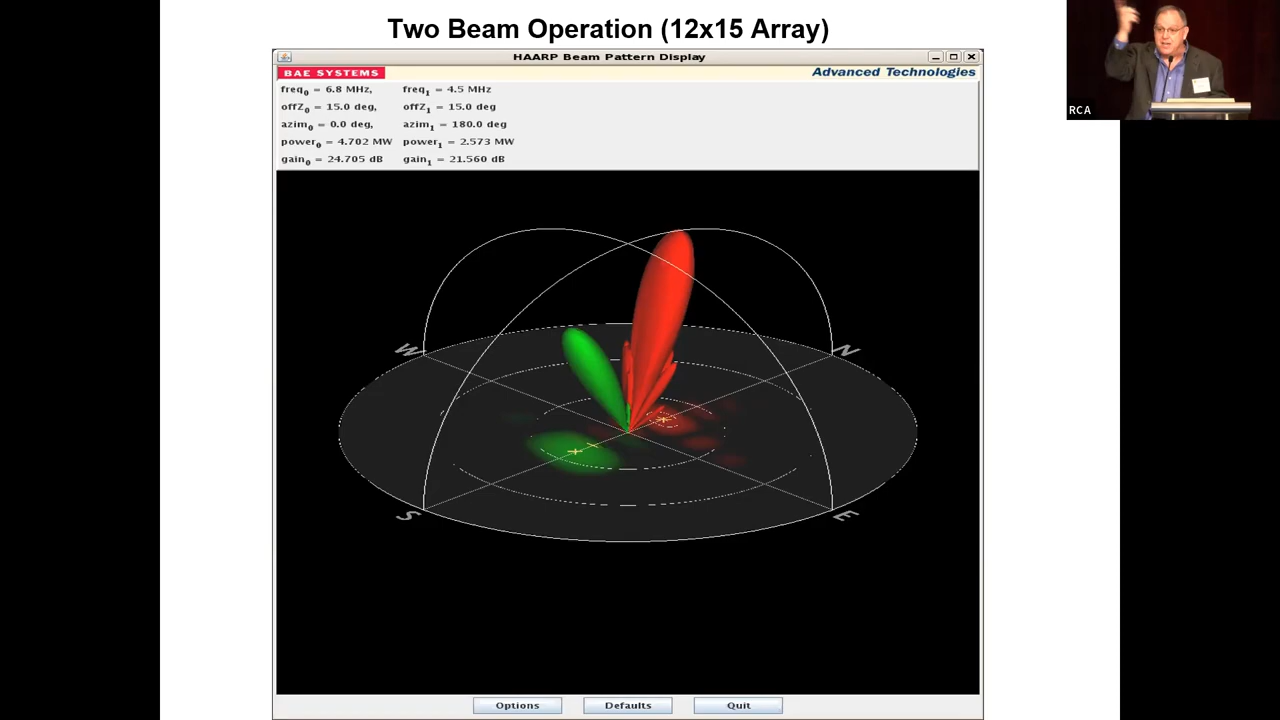 Two Beam Operation (12x15 Array)
HAARP Beam Pattern Display
BAE SYSTEMS Advanced Technologies
freq0 = 6.8 MHz, freq1 = 4.5 MHz
offZ0 = 15.0 deg, offZ1 = 15.0 deg
azim0 = 0.0 deg, azim1 = 180.0 deg
power0 = 4.702 MW power1 = 2.573 MW
gain0 = 24.705 dB gain1 = 21.560 dB
W N
S E
Options Defaults Quit
RCA